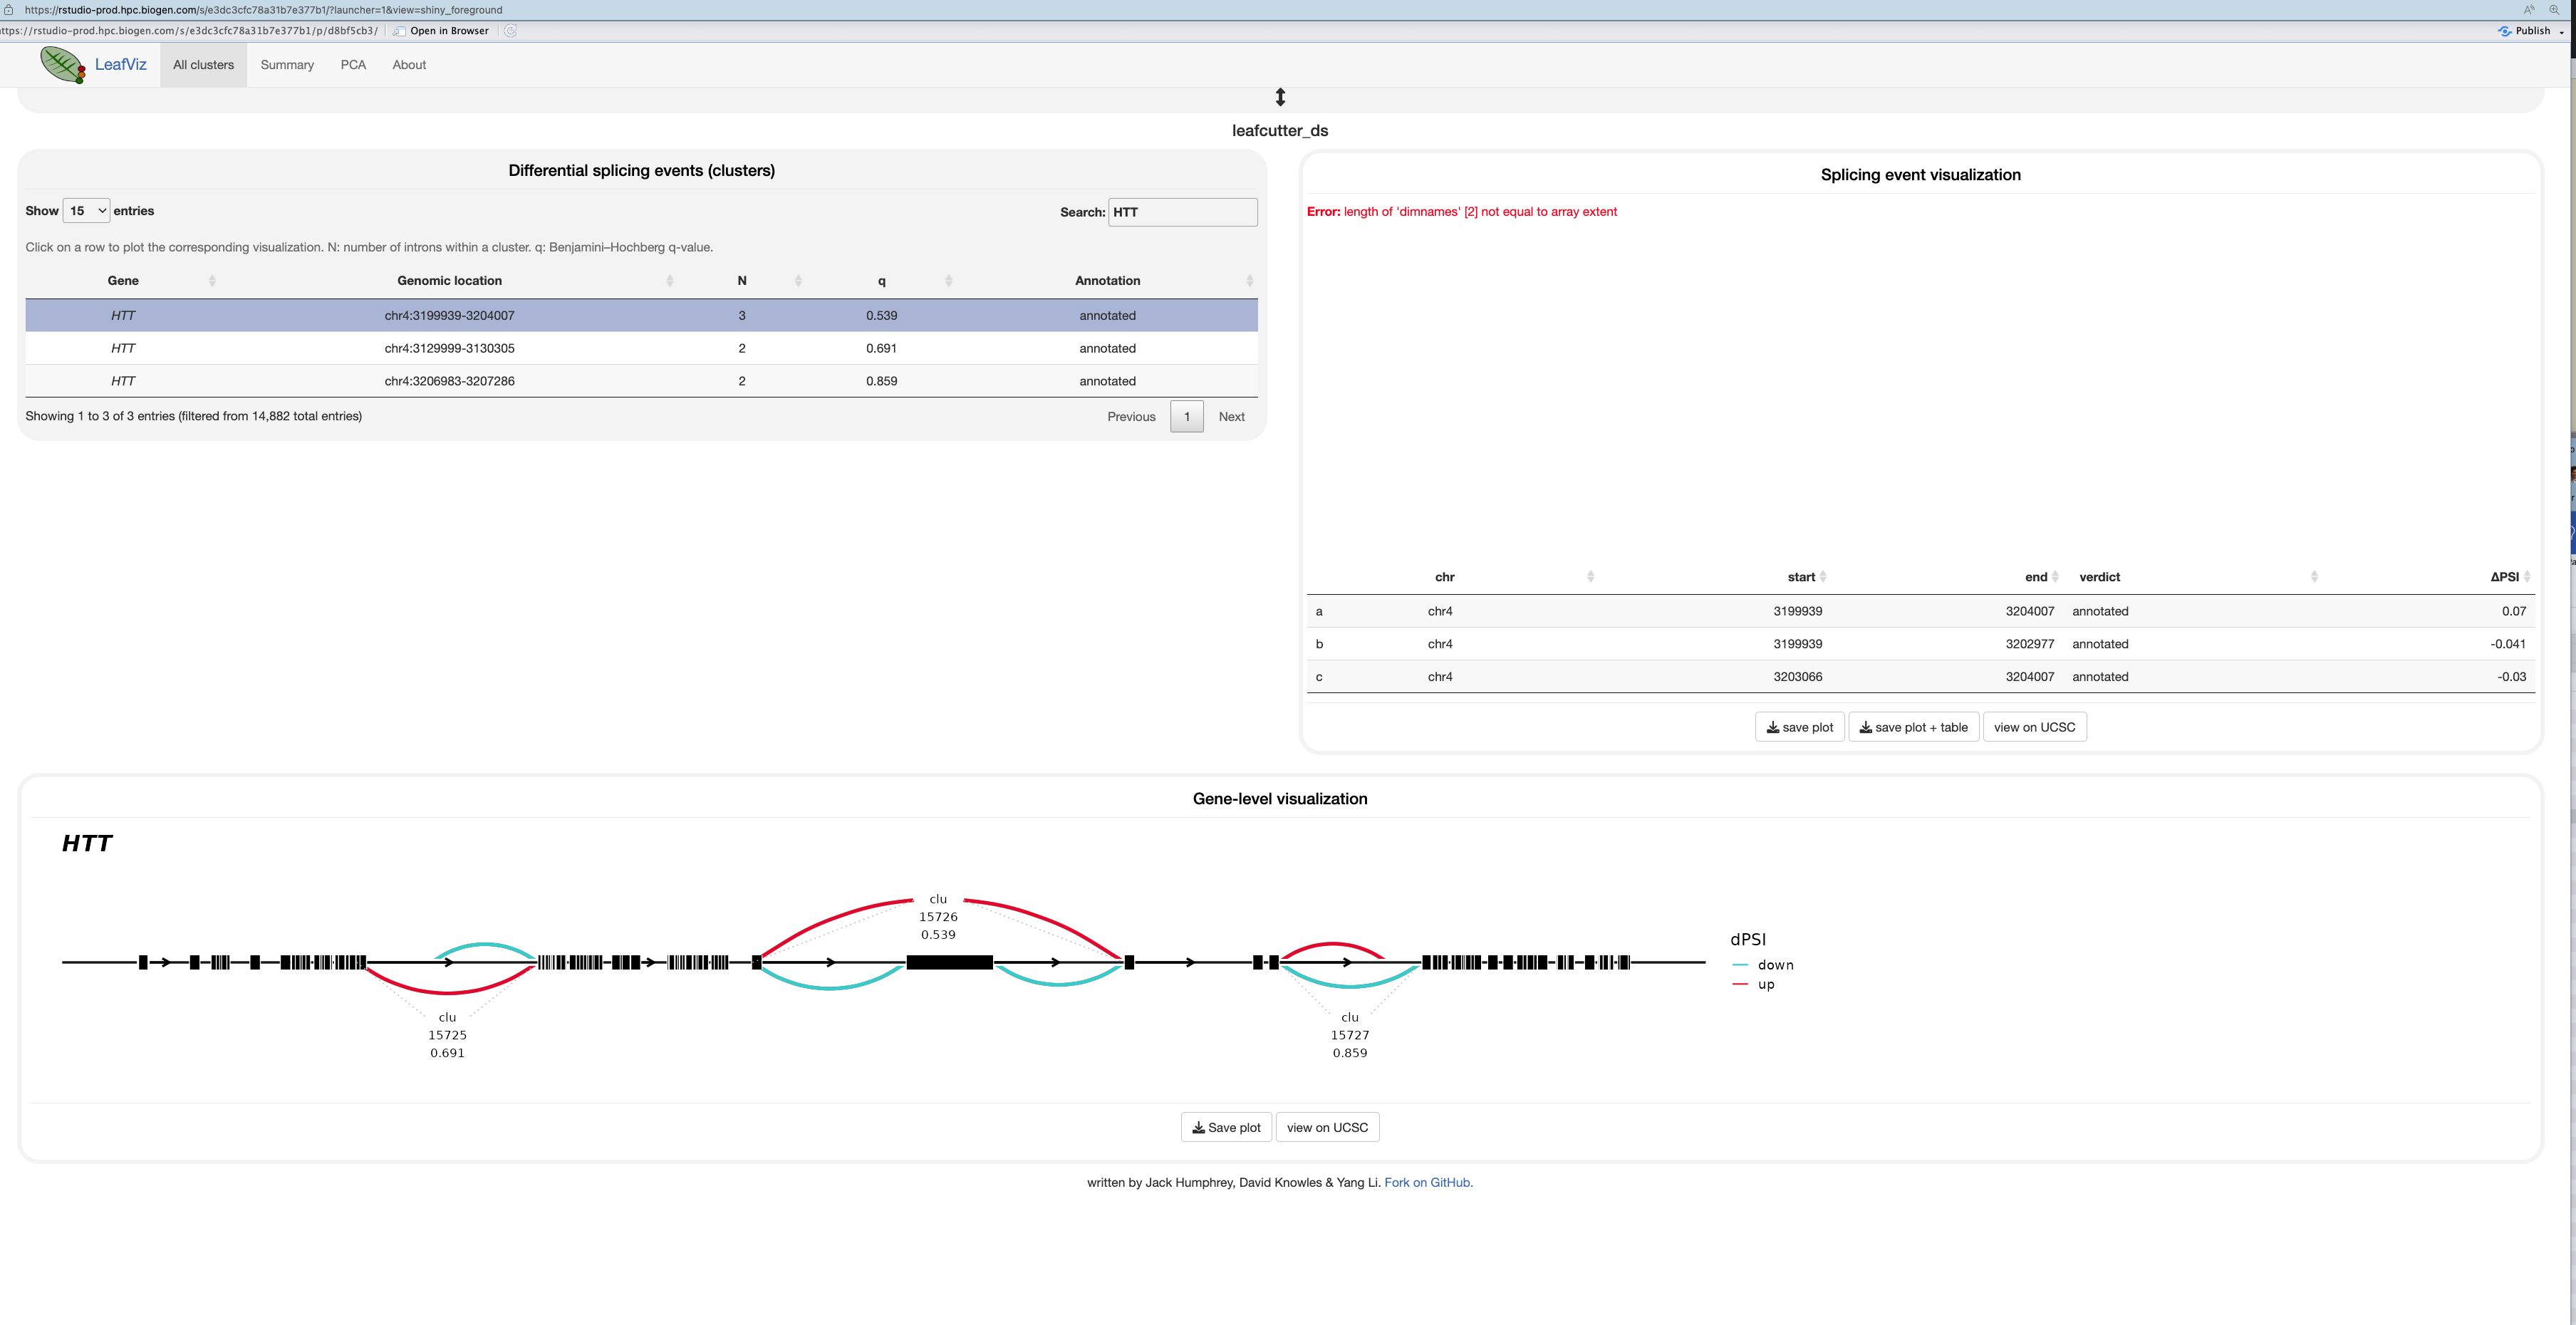 https://rstudio-prod.hpc.biogen.com/s/e3dc3cfc78a31b7e377b1/?launcher=1&view=shiny_foreground
ttps://rstudio-prod.hpc.biogen.com/s/e3dc3cfc78a31b7e377b1/p/d8bf5cb3/ Open in Browser Publish
LeafViz All clusters Summary PCA About
leafcutter_ds
Differential splicing events (clusters)
Show 15 entries Search: HTT
Click on a row to plot the corresponding visualization. N: number of introns within a cluster. q: Benjamini–Hochberg q-value.
Gene Genomic location N q Annotation
HTT chr4:3199939-3204007 3 0.539 annotated
HTT chr4:3129999-3130305 2 0.691 annotated
HTT chr4:3206983-3207286 2 0.859 annotated
Showing 1 to 3 of 3 entries (filtered from 14,882 total entries) Previous 1 Next
Splicing event visualization
Error: length of 'dimnames' [2] not equal to array extent
chr start end verdict ΔPSI
a chr4 3199939 3204007 annotated 0.07
b chr4 3199939 3202977 annotated -0.041
c chr4 3203066 3204007 annotated -0.03
save plot save plot + table view on UCSC
Gene-level visualization
HTT
clu
15726
0.539
dPSI
down
up
clu
15725
0.691
clu
15727
0.859
Save plot view on UCSC
written by Jack Humphrey, David Knowles & Yang Li. Fork on GitHub.